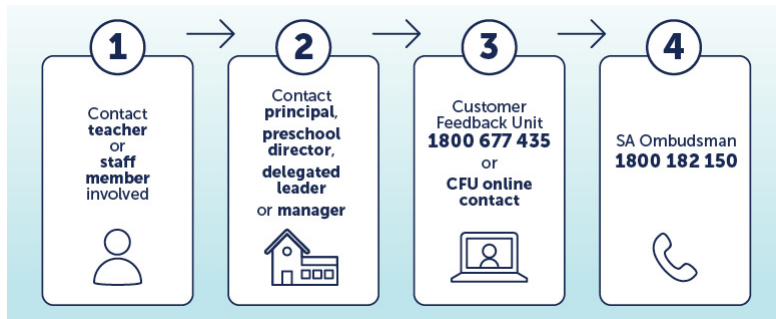 1
Contact
teacher
or
staff
member
involved
2
Contact
principal,
preschool
director,
delegated
leader
or manager
3
Customer
Feedback Unit
1800 677 435
or
CFU online
contact
4
SA Ombudsman
1800 182 150